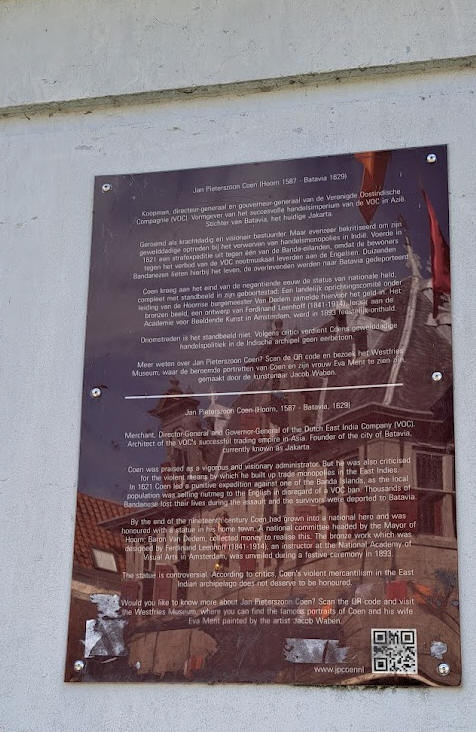 Jan Pieterszoon Coen (Hoorn 1587 - Batavia 1629)
Koopman, directeur-generaal en gouverneur-generaal van de Verenigde Oostindische
Compagnie (VOC). Vormgever van het succesvolle handelsimperium van de VOC in Azië.
Stichter van Batavia, het huidige Jakarta.
Geroemd als krachtdadig en visionair bestuurder. Maar evenzeer bekritiseerd om zijn
gewelddadige optreden bij het verwerven van handelsmonopolies in Indië. Voerde in
1621 een strafexpeditie uit tegen één van de Banda-eilanden, omdat de bewoners
tegen het verbod van de VOC nootmuskaat leverden aan de Engelsen. Duizenden
Bandanezen lieten hierbij het leven, de overlevenden werden naar Batavia gedeporteerd
Coen kreeg aan het eind van de negentiende eeuw de status van nationale held,
compleet met standbeeld in zijn geboortestad. Een landelijk oprichtingscomité onder
leiding van de Hoornse burgemeester Van Dedem zamelde hiervoor het geld in. Het
bronzen beeld, een ontwerp van Ferdinand Leenhoff (1841-1914), leraar aan de
Academie voor Beeldende Kunst in Amsterdam, werd in 1893 feestelijk onthuld.
Onomstreden is het standbeeld niet. Volgens critici verdient Coens gewelddadige
handelspolitiek in de Indische archipel geen eerbetoon.
Meer weten over Jan Pieterszoon Coen? Scan de QR code en bezoek het Westfries
Museum, waar de beroemde portretten van Coen en zijn vrouw Eva Ment te zien zijn,
gemaakt door de kunstenaar Jacob Waben.
Jan Pieterszoon Coen (Hoorn, 1587 - Batavia, 1629)
Merchant, Director-General and Governor-General of the Dutch East India Company (VOC).
Architect of the VOC's successful trading empire in Asia. Founder of the city of Batavia,
currently known as Jakarta.
Coen was praised as a vigorous and visionary administrator. But he was also criticised
for the violent means by which he built up trade monopolies in the East Indies.
In 1621 Coen led a punitive expedition against one of the Banda Islands, as the local
population was selling nutmeg to the English in disregard of a VOC ban. Thousands of
Bandanese lost their lives during the assault and the survivors were deported to Batavia.
By the end of the nineteenth century Coen had grown into a national hero and was
honoured with a statue in his home town. A national committee headed by the Mayor of
Hoorn, Baron Van Dedem, collected money to realise this. The bronze work which was
designed by Ferdinand Leenhoff (1841-1914), an instructor at the National Academy of
Visual Arts in Amsterdam, was unveiled during a festive ceremony in 1893.
The statue is controversial. According to critics, Coen's violent mercantilism in the East
Indian archipelago does not deserve to be honoured.
Would you like to know more about Jan Pieterszoon Coen? Scan the QR code and visit
the Westfries Museum, where you can find the famous portraits of Coen and his wife
Eva Ment painted by the artist Jacob Waben.
www.jpcoen.nl